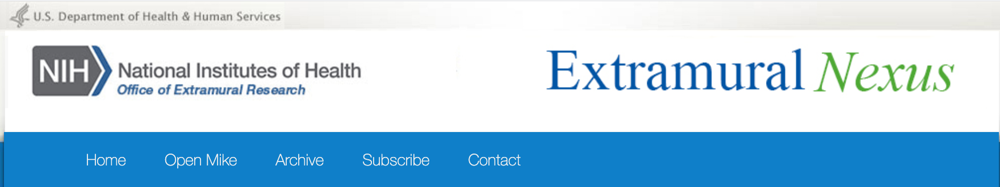 U.S. Department of Health & Human Services
NIH National Institutes of Health
Office of Extramural Research
Extramural Nexus
Home Open Mike Archive Subscribe Contact